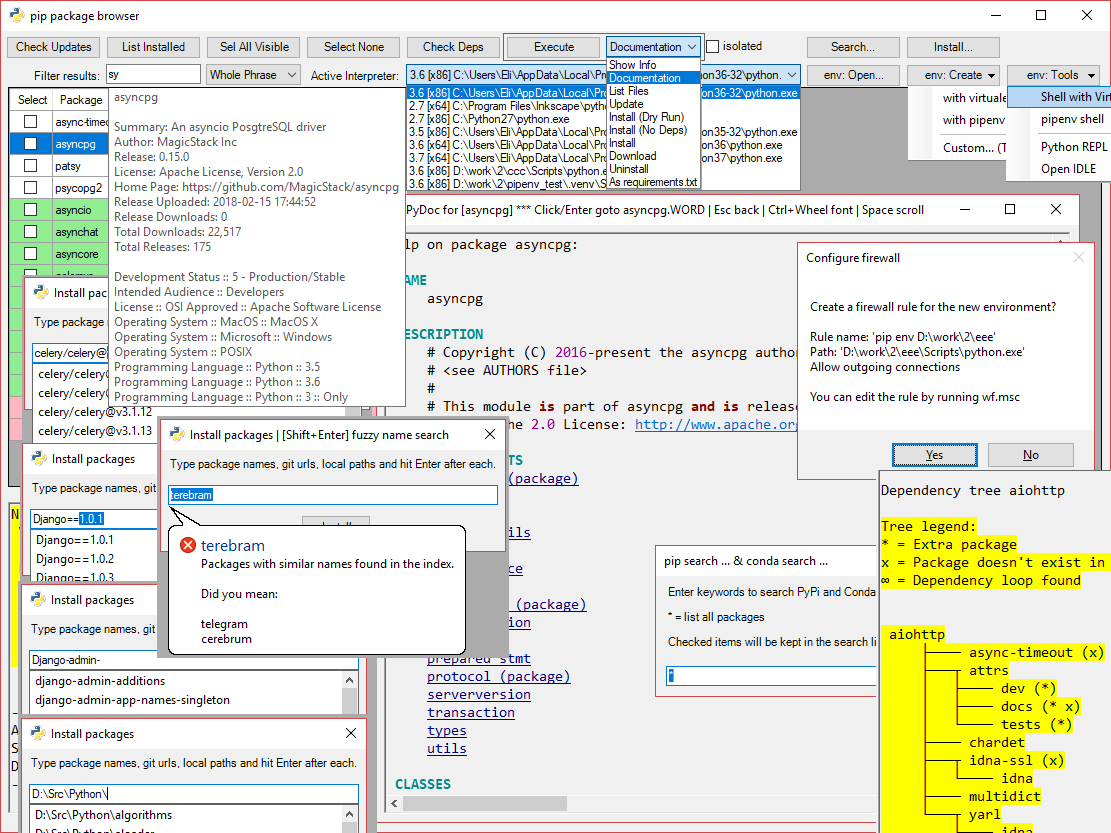 pip package browser
Check Updates
List Installed
Sel All Visible
Select None
Check Deps
Execute
Documentation
isolated
Search...
Install...
Filter results:
sy
Whole Phrase
Active Interpreter:
3.6 [x86] C:\Users\Eli\AppData\Local\Pr
on36-32\python.
env: Open...
env: Create
env: Tools
Show Info
Documentation
List Files
Update
Install (Dry Run)
Install (No Deps)
Install
Download
Uninstall
As requirements.txt
3.6 [x86] C:\Users\Eli\AppData\Local\Pr
on36-32\python.exe
2.7 [x64] C:\Program Files\Inkscape\pyth
2.7 [x64] C:\Python27\python.exe
3.5 [x86] C:\Users\Eli\AppData\Local\Pro
on35-32\python.exe
3.6 [x64] C:\Users\Eli\AppData\Local\Pro
on36\python.exe
3.7 [x64] C:\Users\Eli\AppData\Local\Pro
on37\python.exe
3.6 [x86] D:\work\2\ccc\Scripts\python.e
3.6 [x86] D:\work\2\pipenv_test\.venv\S
with virtuale
with pipenv
Custom... (T
Shell with Virt
pipenv shell
Python REPL
Open IDLE
Select
Package
async-timeo
asyncpg
patsy
psycopg2
asyncio
asynchat
asyncore
asyncpg
Summary: An asyncio PosgtreSQL driver
Author: MagicStack Inc
Release: 0.15.0
License: Apache License, Version 2.0
Home Page: https://github.com/MagicStack/asyncpg
Release Uploaded: 2018-02-15 17:44:52
Release Downloads: 0
Total Downloads: 22,517
Total Releases: 175
Development Status :: 5 - Production/Stable
Intended Audience :: Developers
License :: OSI Approved :: Apache Software License
Operating System :: MacOS :: MacOS X
Operating System :: Microsoft :: Windows
Operating System :: POSIX
Programming Language :: Python :: 3.5
Programming Language :: Python :: 3.6
Programming Language :: Python :: 3 :: Only
PyDoc for [asyncpg] *** Click/Enter goto asyncpg.WORD | Esc back | Ctrl+Wheel font | Space scroll
lp on package asyncpg:
AME
asyncpg
ESCRIPTION
# Copyright (C) 2016-present the asyncpg autho
# <see AUTHORS file>
#
# This module is part of asyncpg and is releas
he 2.0 License: http://www.apache.org
TS
(package)
ils
ce
(package)
ion
prepared_stmt
protocol (package)
serverversion
transaction
types
utils
CLASSES
Configure firewall
Create a firewall rule for the new environment?
Rule name: 'pip env D:\work\2\eee'
Path: 'D:\work\2\eee\Scripts\python.exe'
Allow outgoing connections
You can edit the rule by running wf.msc
Yes
No
Install pac
Type package
celery/celery@
celery/celery@
celery/celery@
celery/celery@v3.1.12
celery/celery@v3.1.13
Install packages
Type package names, git
Django==1.0.1
Django==1.0.1
Django==1.0.2
Django==1.0.3
Install packages
Type package names, git
Django-admin-
django-admin-additions
django-admin-app-names-singleton
Install packages
Type package names, git urls, local paths and hit Enter after each.
D:\Src\Python\
D:\Src\Python\algorithms
Install packages | [Shift+Enter] fuzzy name search
Type package names, git urls, local paths and hit Enter after each.
terebram
terebram
Packages with similar names found in the index.
Did you mean:
telegram
cerebrum
pip search ... & conda search ...
Enter keywords to search PyPi and Conda
* = list all packages
Checked items will be kept in the search li
*
Dependency tree aiohttp
Tree legend:
* = Extra package
x = Package doesn't exist in
∞ = Dependency loop found
aiohttp
async-timeout (x)
attrs
dev (*)
docs (* x)
tests (*)
chardet
idna-ssl (x)
idna
multidict
yarl
idna